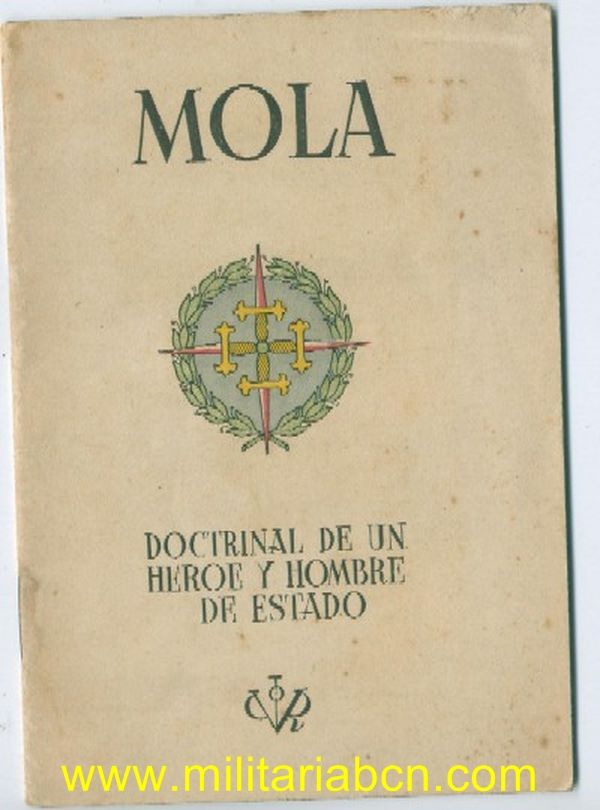 MOLA
DOCTRINAL DE UN
HEROE Y HOMBRE
DE ESTADO
www.militariabcn.com